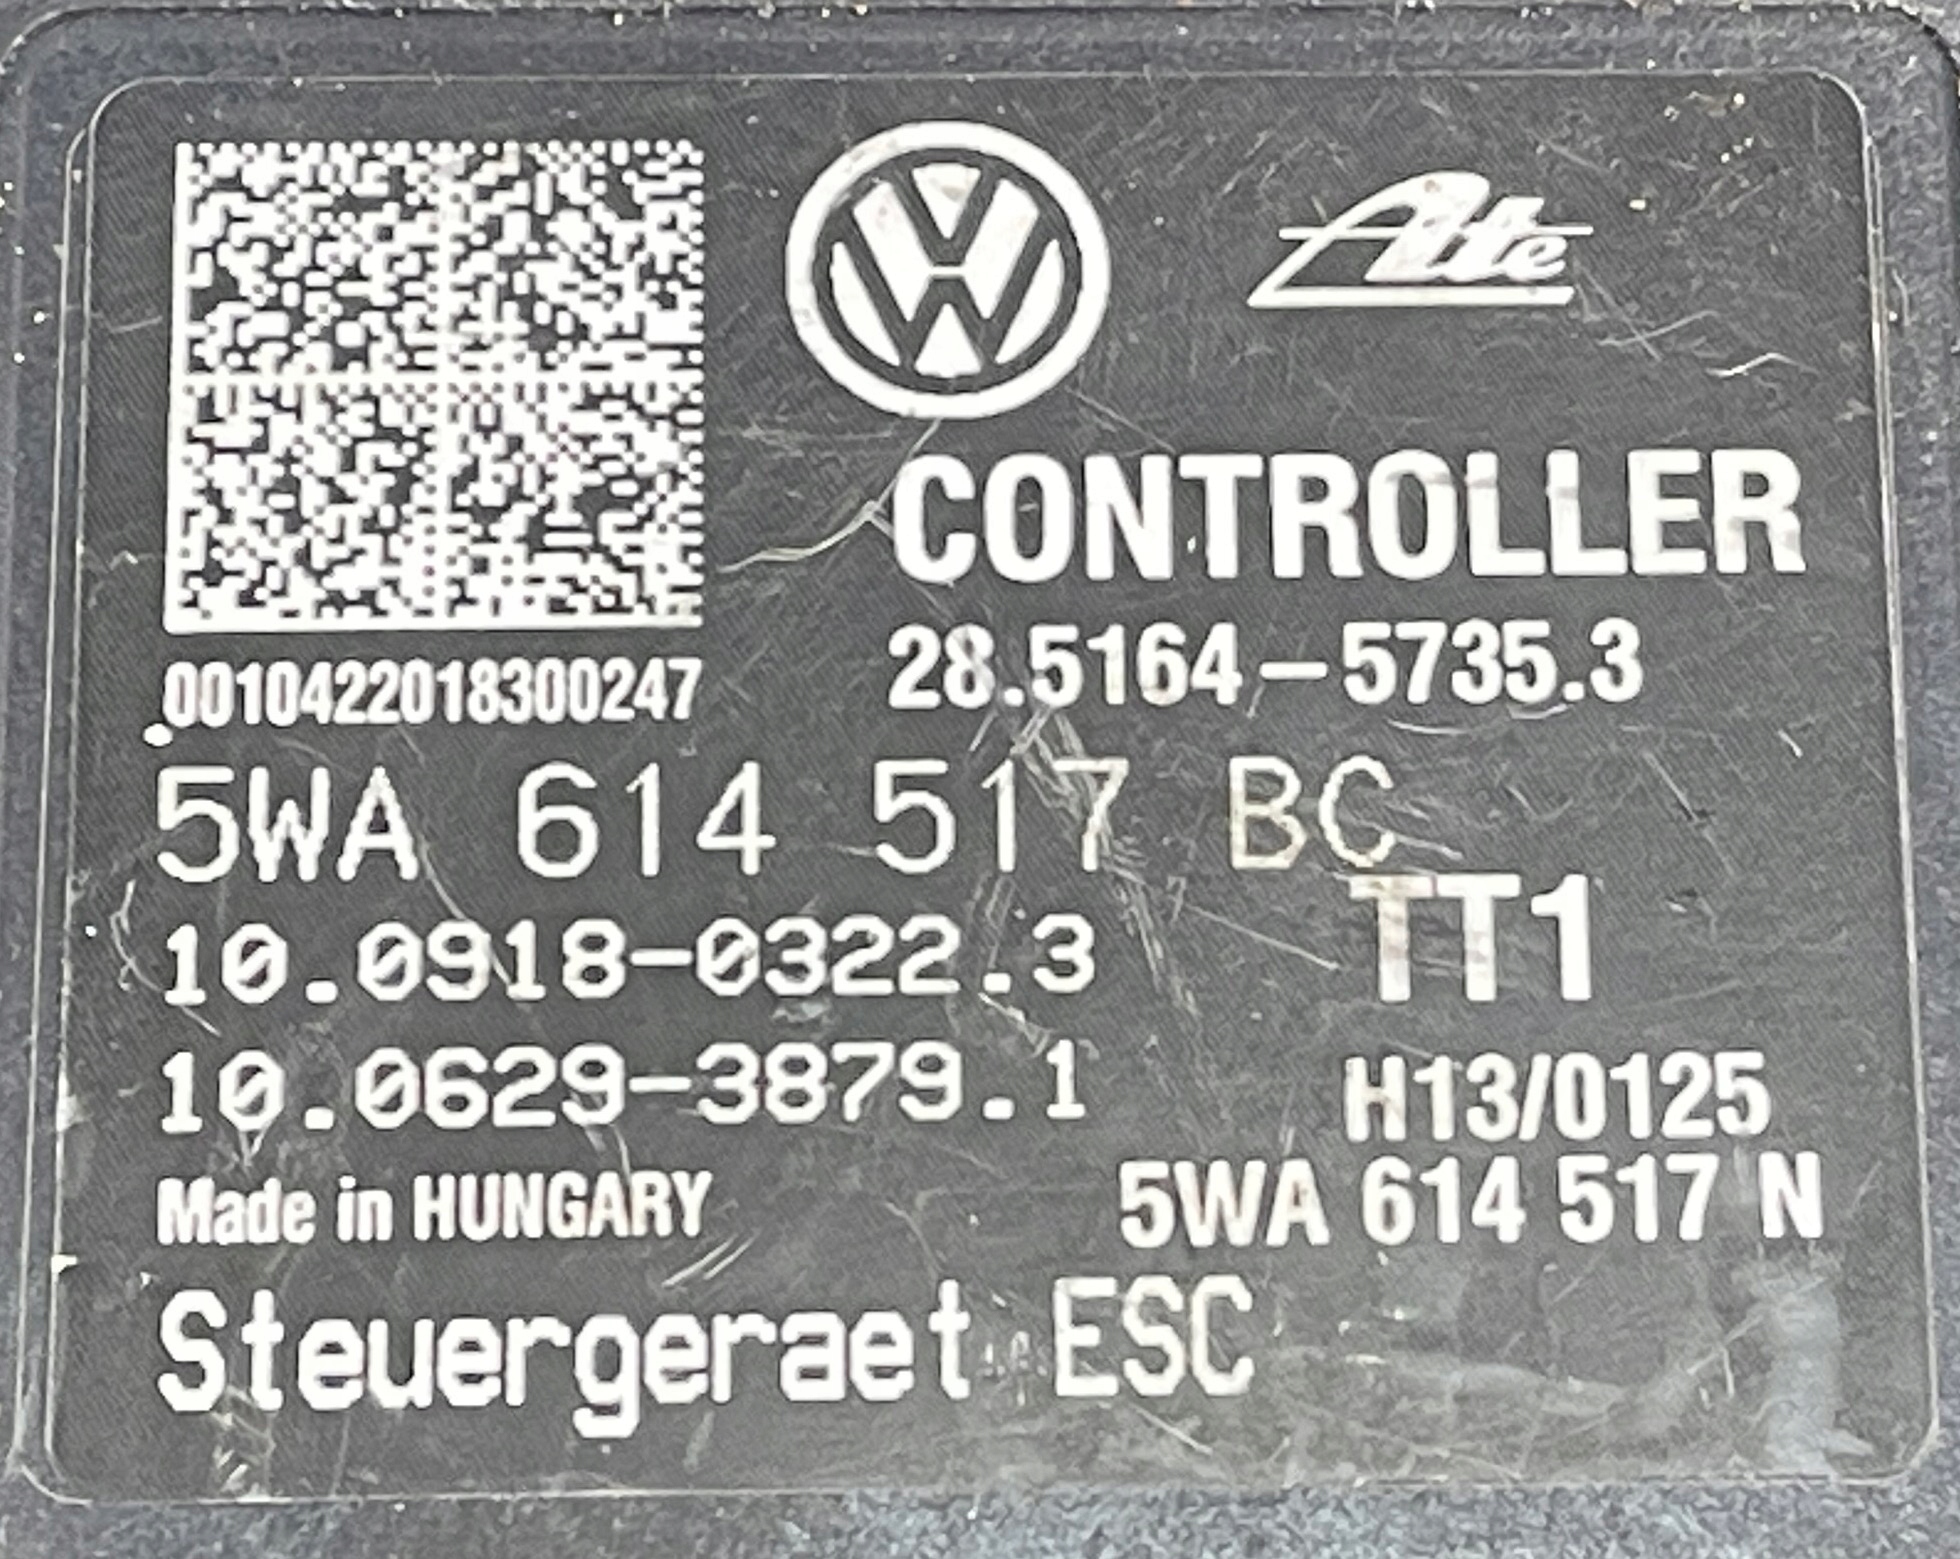 Ate
CONTROLLER
28.5164-5735.3
0010422018300247
5WA 614 517 BC
TT1
10.0918-0322.3
10.0629-3879.1
H13/0125
Made in HUNGARY
5WA 614 517 N
Steuergeraet ESC